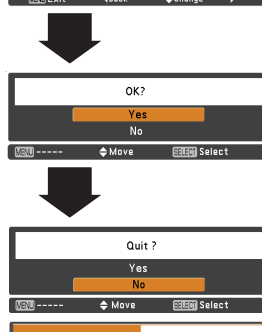 OK?
Yes
No
MENU ----- Move SELECT Select
Quit ?
Yes
No
MENU ----- Move SELECT Select